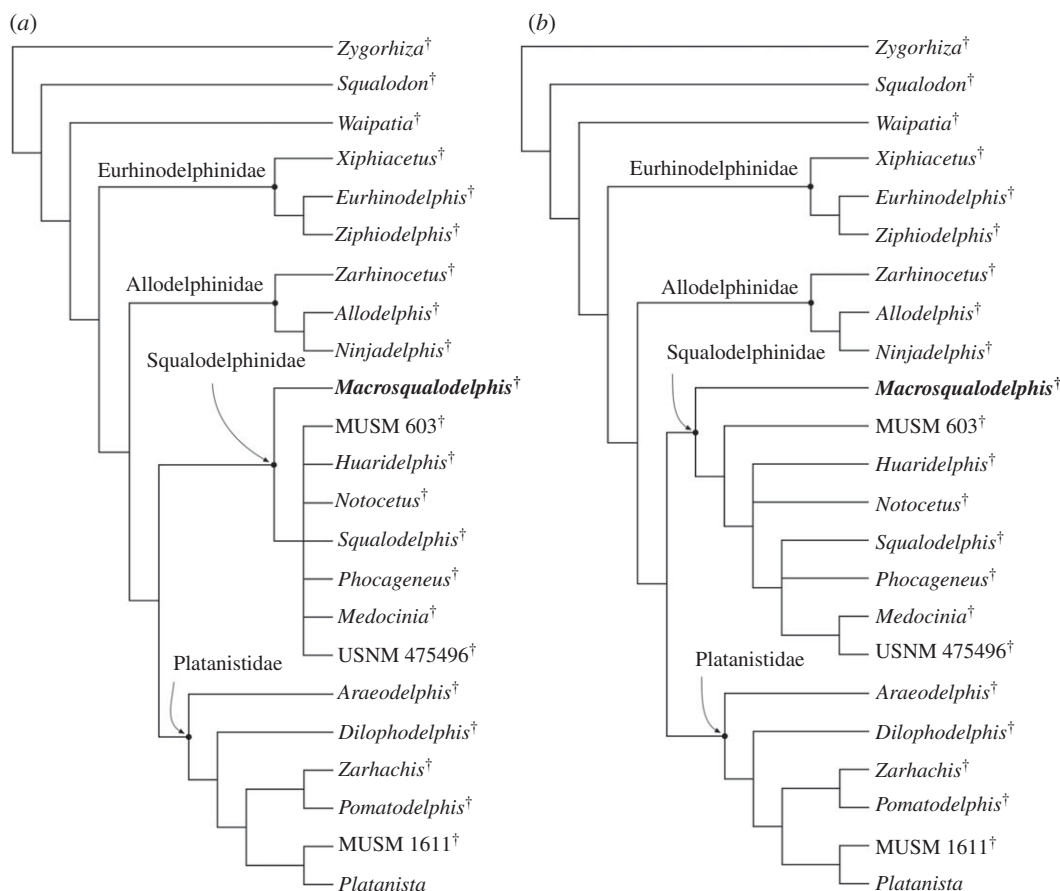 (a)
Zygorhiza†
Squalodon†
Waipatia†
Xiphiacetus†
Eurhinodelphinidae
Eurhinodelphis†
Ziphiodelphis†
Zarhinocetus†
Allodelphinidae
Allodelphis†
Ninjadelphis†
Squalodelphinidae
Macrosqualodelphis†
MUSM 603†
Huaridelphis†
Notocetus†
Squalodelphis†
Phocageneus†
Medocinia†
USNM 475496†
Platanistidae
Araeodelphis†
Dilophodelphis†
Zarhachis†
Pomatodelphis†
MUSM 1611†
Platanista
(b)
Zygorhiza†
Squalodon†
Waipatia†
Xiphiacetus†
Eurhinodelphinidae
Eurhinodelphis†
Ziphiodelphis†
Zarhinocetus†
Allodelphinidae
Allodelphis†
Ninjadelphis†
Squalodelphinidae
Macrosqualodelphis†
MUSM 603†
Huaridelphis†
Notocetus†
Squalodelphis†
Phocageneus†
Medocinia†
USNM 475496†
Platanistidae
Araeodelphis†
Dilophodelphis†
Zarhachis†
Pomatodelphis†
MUSM 1611†
Platanista